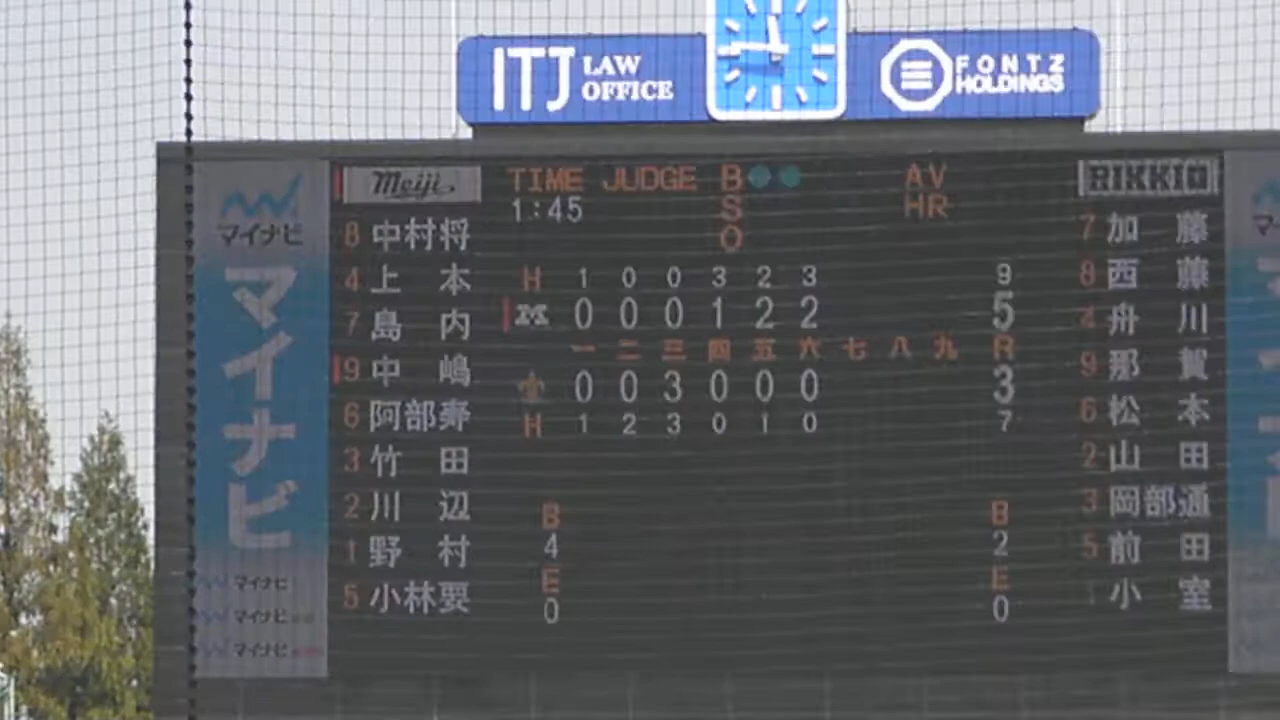 ITJ LAW OFFICE
FONTZ HOLDINGS
マイナビ
マイナビ
マイナビ
マイナビ
マイナビ
Meiji
8 中村将
4 上本
7 島内
9 中嶋
6 阿部寿
3 竹田
2 川辺
1 野村
5 小林要
TIME JUDGE B
1:45 S
O
AV
HR
H 1 0 0 3 2 3 9
M 0 0 0 1 2 2 5
一 二 三 四 五 六 七 八 九 R
0 0 3 0 0 0 3
H 1 2 3 0 1 0 7
B B
4 2
E E
0 0
RIKKIO
7 加藤
8 西藤
4 舟川
9 那賀
6 松本
2 山田
3 岡部通
5 前田
小室